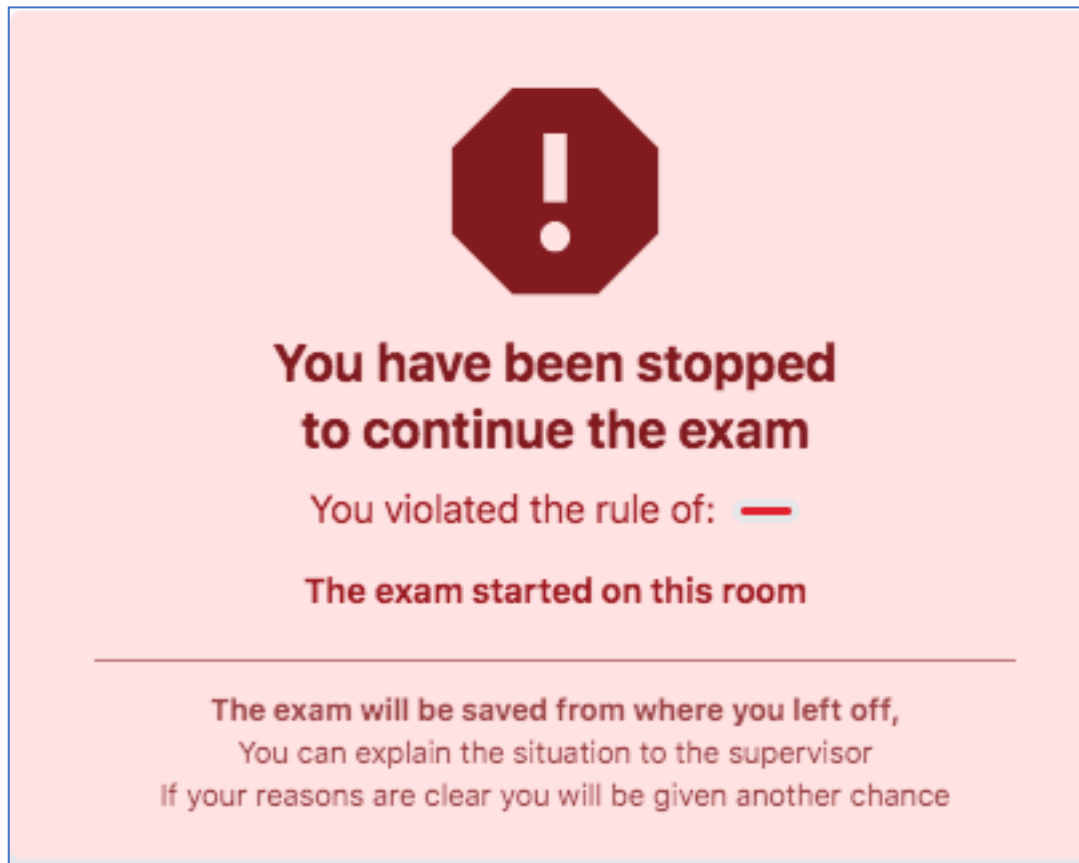 You have been stopped
to continue the exam
You violated the rule of:
The exam started on this room
The exam will be saved from where you left off,
You can explain the situation to the supervisor
If your reasons are clear you will be given another chance